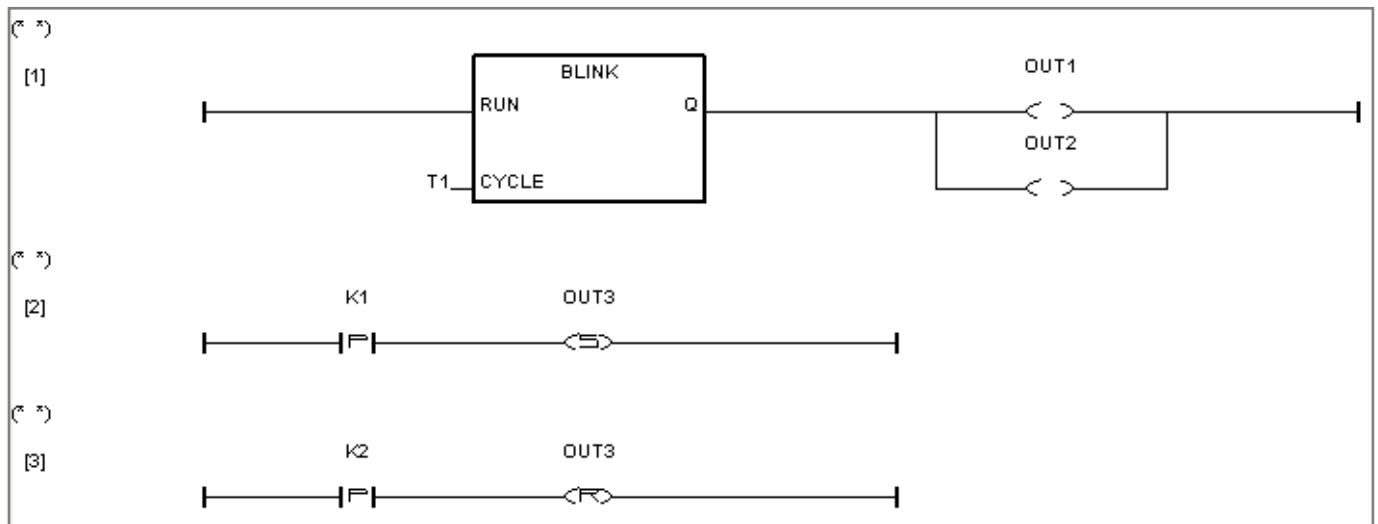 (* *)
[1]
BLINK
OUT1
RUN Q
OUT2
T1 CYCLE
(* *)
[2]
K1 OUT3
P S
(* *)
[3]
K2 OUT3
P R